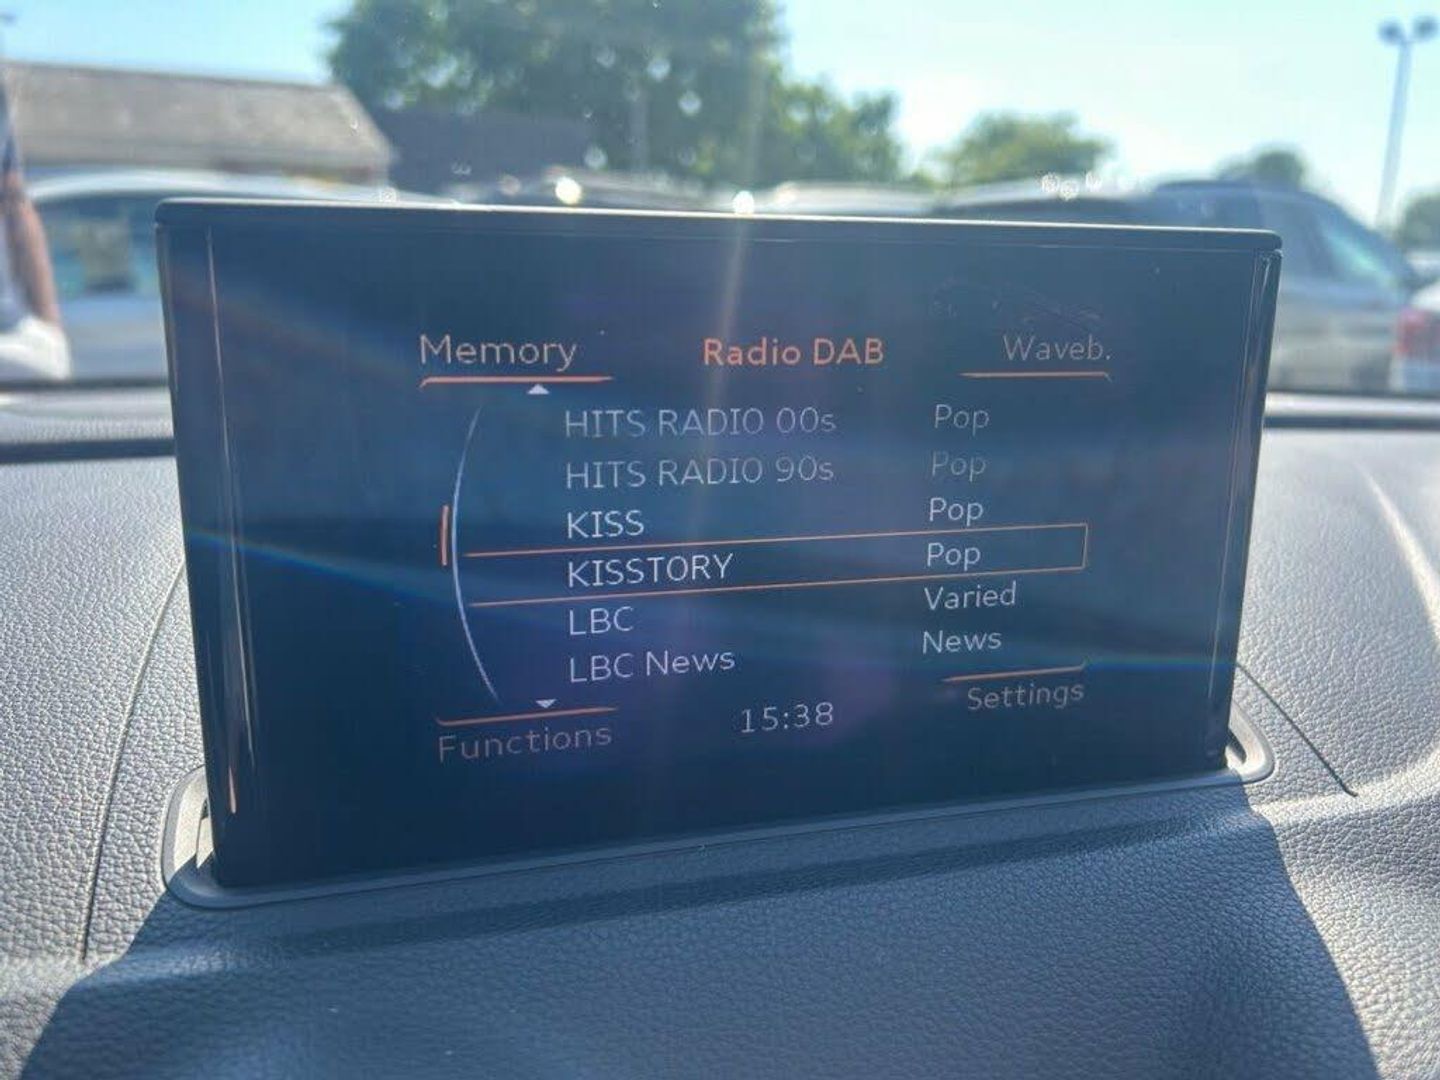 Memory Radio DAB Waveb.
HITS RADIO 00s Pop
HITS RADIO 90s Pop
KISS Pop
KISSTORY Pop
LBC Varied
LBC News News
Functions 15:38 Settings